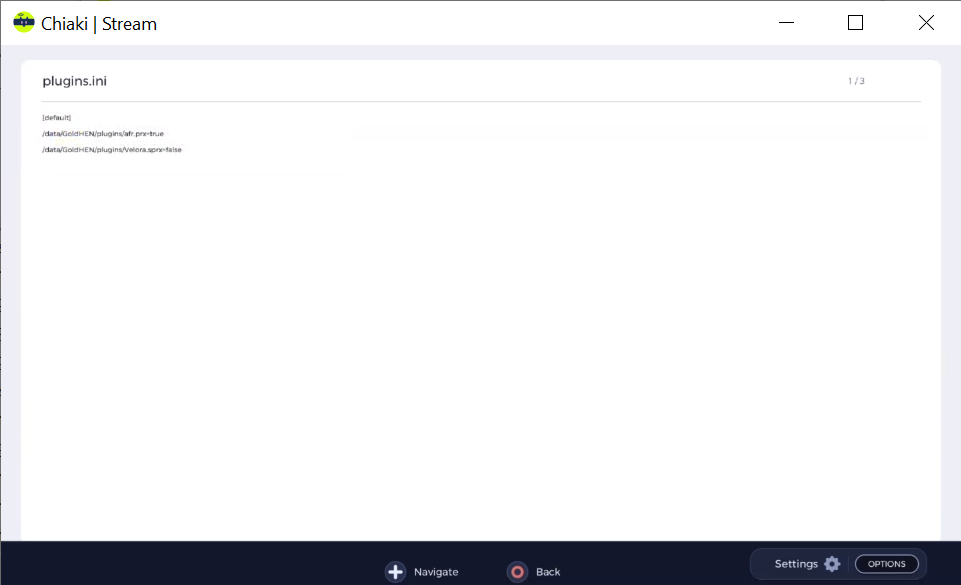 Chiaki | Stream
plugins.ini
1 / 3
[default]
/data/GoldHEN/plugins/afr.prx=true
/data/GoldHEN/plugins/Velora.sprx=false
Navigate
Back
Settings
OPTIONS